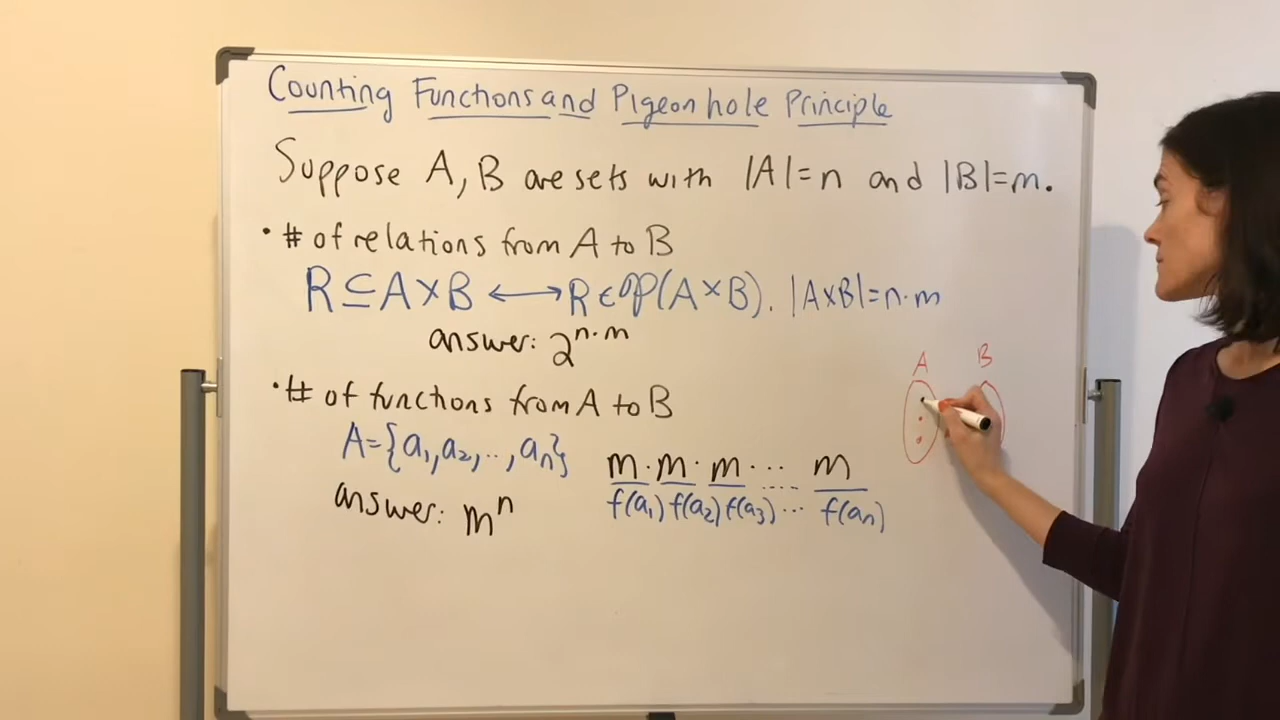 Counting Functions and Pigeonhole Principle
Suppose A, B are sets with |A|=n and |B|=m.
• # of relations from A to B
R⊆A×B ⟷ R∈𝒫(A×B). |A×B|=n·m
answer: 2^{n·m}
• # of functions from A to B
A={a₁,a₂,..,aₙ}
m·m·m·... m
f(a₁) f(a₂) f(a₃) ... f(aₙ)
answer: mⁿ
A B